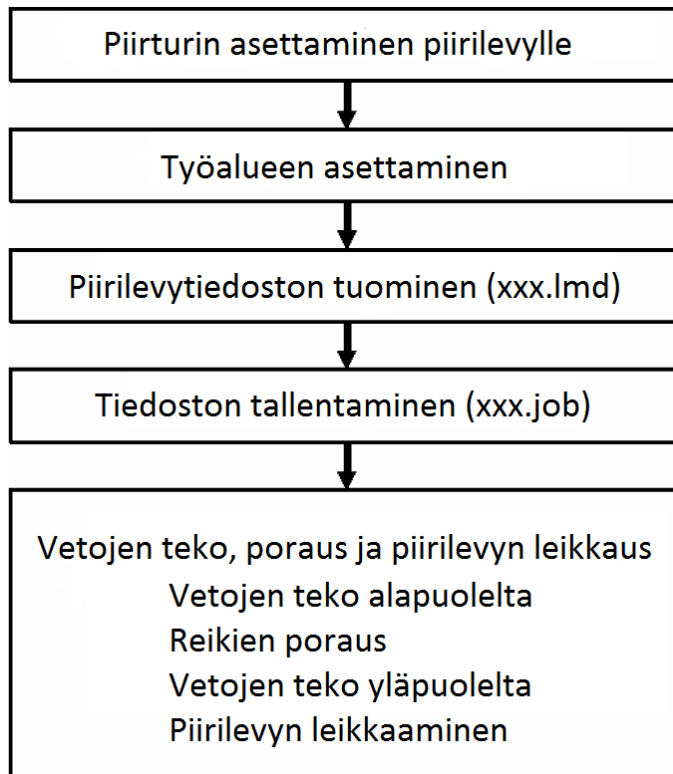 Piirturin asettaminen piirilevylle
Työalueen asettaminen
Piirilevytiedoston tuominen (xxx.lmd)
Tiedoston tallentaminen (xxx.job)
Vetojen teko, poraus ja piirilevyn leikkaus
Vetojen teko alapuolelta
Reikien poraus
Vetojen teko yläpuolelta
Piirilevyn leikkaaminen